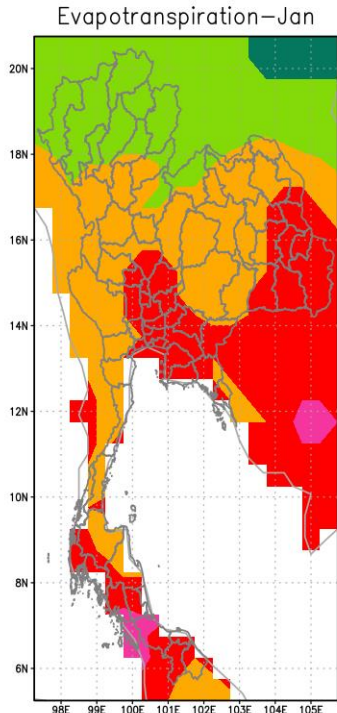 Evapotranspiration-Jan
20N
18N
16N
14N
12N
10N
8N
6N
98E 99E 100E 101E 102E 103E 104E 105E